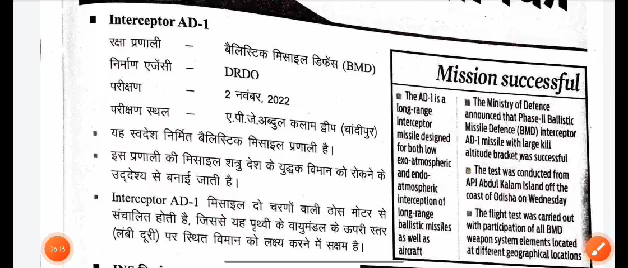 Interceptor AD-1
रक्षा प्रणाली – बैलिस्टिक मिसाइल डिफेंस (BMD)
निर्माण एजेंसी – DRDO
परीक्षण – 2 नवंबर, 2022
परीक्षण स्थल – ए.पी.जे.अब्दुल कलाम द्वीप (चांदीपुर)
यह स्वदेश निर्मित बैलिस्टिक मिसाइल प्रणाली है।
इस प्रणाली की मिसाइल शत्रु देश के युद्धक विमान को रोकने के
उद्देश्य से बनाई जाती है।
Interceptor AD-1 मिसाइल दो चरणों वाली ठोस मोटर से
संचालित होती है, जिससे यह पृथ्वी के वायुमंडल के ऊपरी स्तर
(लंबी दूरी) पर स्थित विमान को लक्ष्य करने में सक्षम है।
Mission successful
The AD-1 is a
long-range
interceptor
missile designed
for both low
exo-atmospheric
and endo-
atmospheric
interception of
long-range
ballistic missiles
as well as
aircraft
The Ministry of Defence
announced that Phase-II Ballistic
Missile Defence (BMD) interceptor
AD-1 missile with large kill
altitude bracket was successful
The test was conducted from
APJ Abdul Kalam Island off the
coast of Odisha on Wednesday
The flight test was carried out
with participation of all BMD
weapon system elements located
at different geographical locations